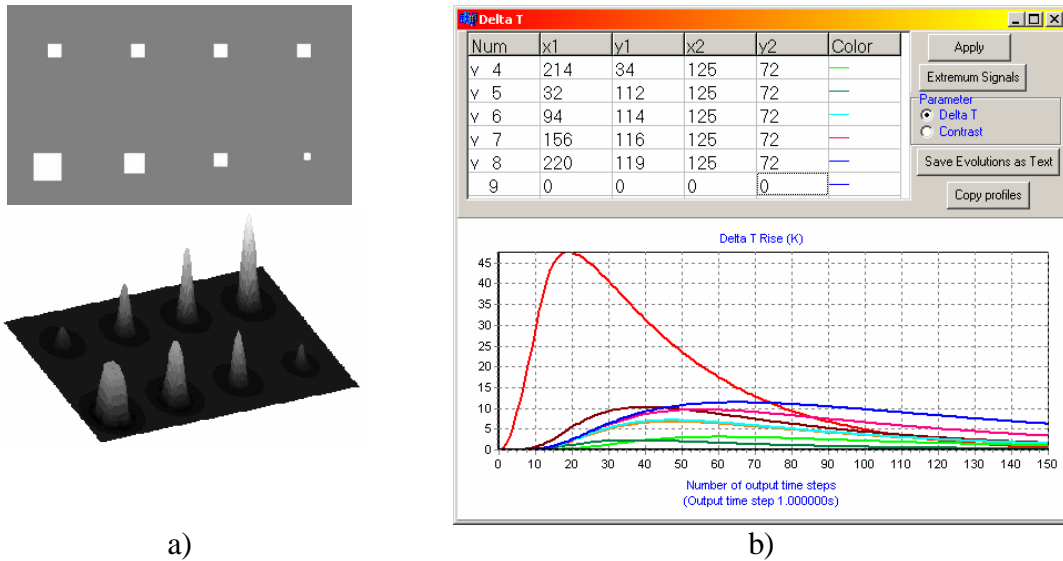 Delta T
Num x1 y1 x2 y2 Color
v 4 214 34 125 72
v 5 32 112 125 72
v 6 94 114 125 72
v 7 156 116 125 72
v 8 220 119 125 72
9 0 0 0 0
Apply
Extremum Signals
Parameter
Delta T
Contrast
Save Evolutions as Text
Copy profiles
Delta T Rise (K)
45
40
35
30
25
20
15
10
5
0
0 10 20 30 40 50 60 70 80 90 100 110 120 130 140 150
Number of output time steps
(Output time step 1.000000s)
a) b)